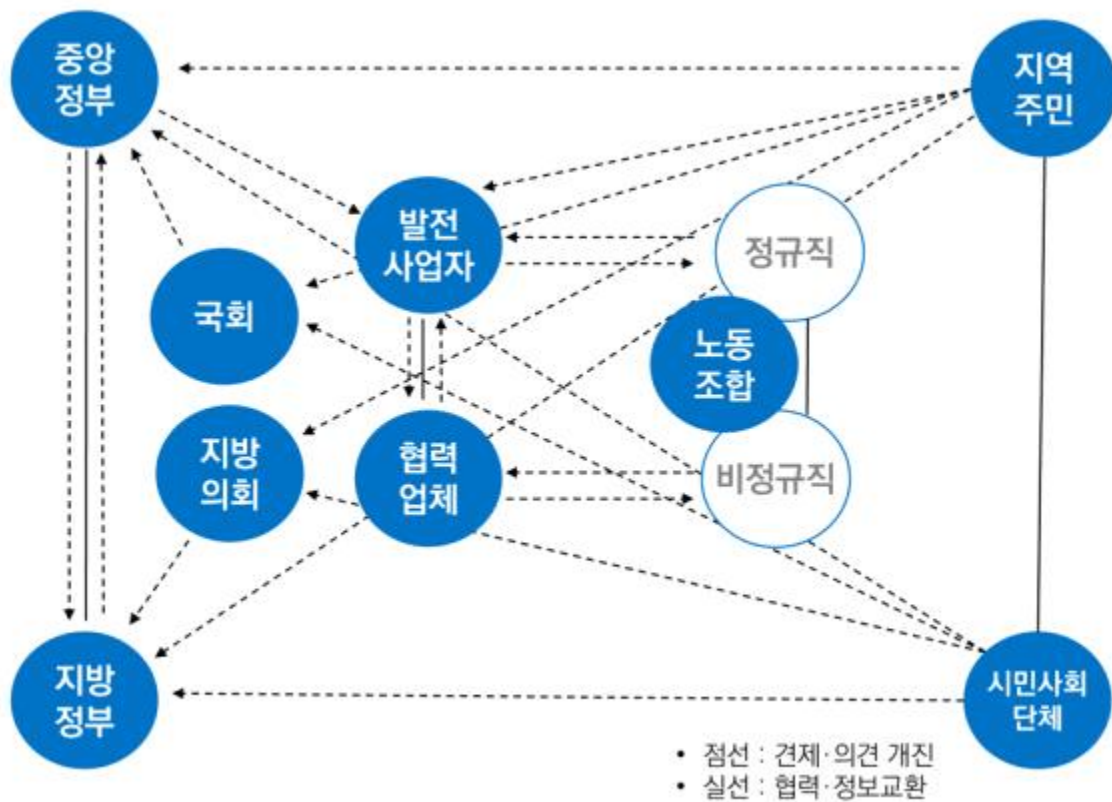 중앙
정부
지역
주민
발전
사업자
정규직
국회
노동
조합
지방
의회
협력
업체
비정규직
지방
정부
시민사회
단체
• 점선 : 견제·의견 개진
• 실선 : 협력·정보교환